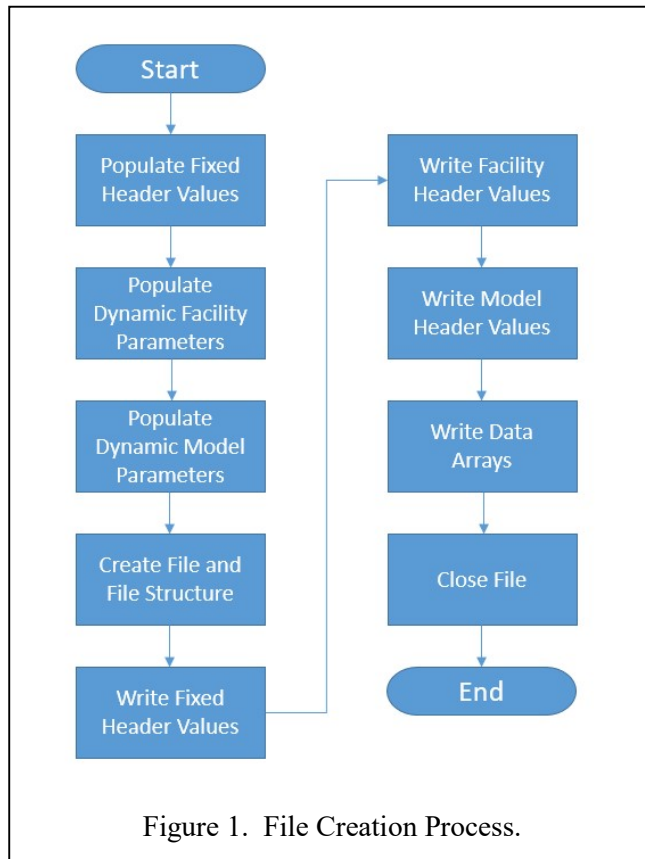 Start
Populate Fixed
Header Values
Populate
Dynamic Facility
Parameters
Populate
Dynamic Model
Parameters
Create File and
File Structure
Write Fixed
Header Values
Write Facility
Header Values
Write Model
Header Values
Write Data
Arrays
Close File
End
Figure 1.  File Creation Process.